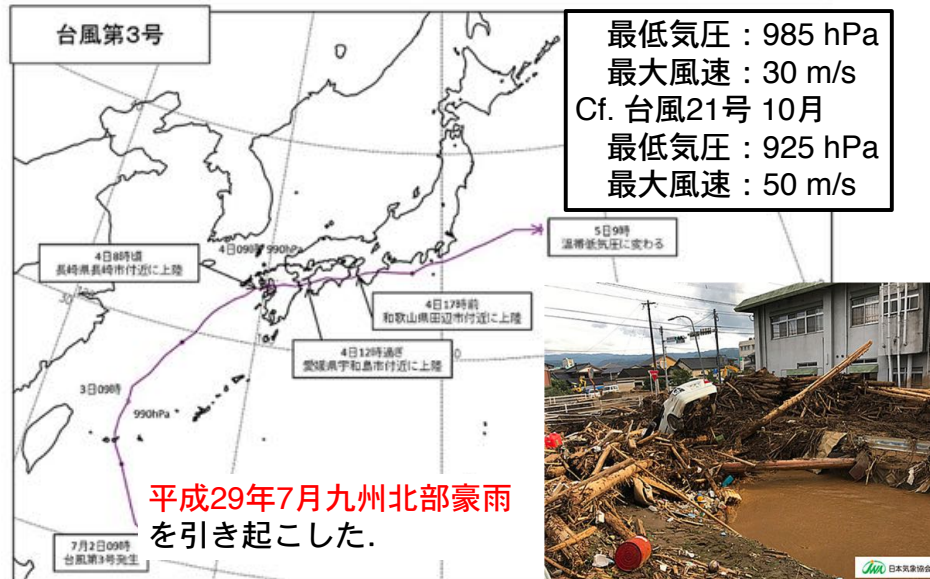 台風第3号
最低気圧：985 hPa
最大風速：30 m/s
Cf. 台風21号 10月
最低気圧：925 hPa
最大風速：50 m/s
5日9時
温帯低気圧に変わる
4日09時 990hPa
4日8時頃
長崎県長崎市付近に上陸
4日17時前
和歌山県田辺市付近に上陸
4日12時過ぎ
愛媛県宇和島市付近に上陸
30
3日09時
990hPa
平成29年7月九州北部豪雨
を引き起こした.
7月2日09時
台風第3号発生
日本気象協会